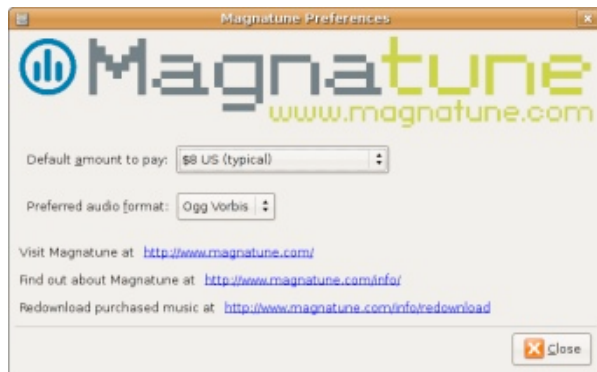 Magnatune Preferences
Magnatune
www.magnatune.com
Default amount to pay: $8 US (typical)
Preferred audio format: Ogg Vorbis
Visit Magnatune at http://www.magnatune.com/
Find out about Magnatune at http://www.magnatune.com/info/
Redownload purchased music at http://www.magnatune.com/info/redownload
Close